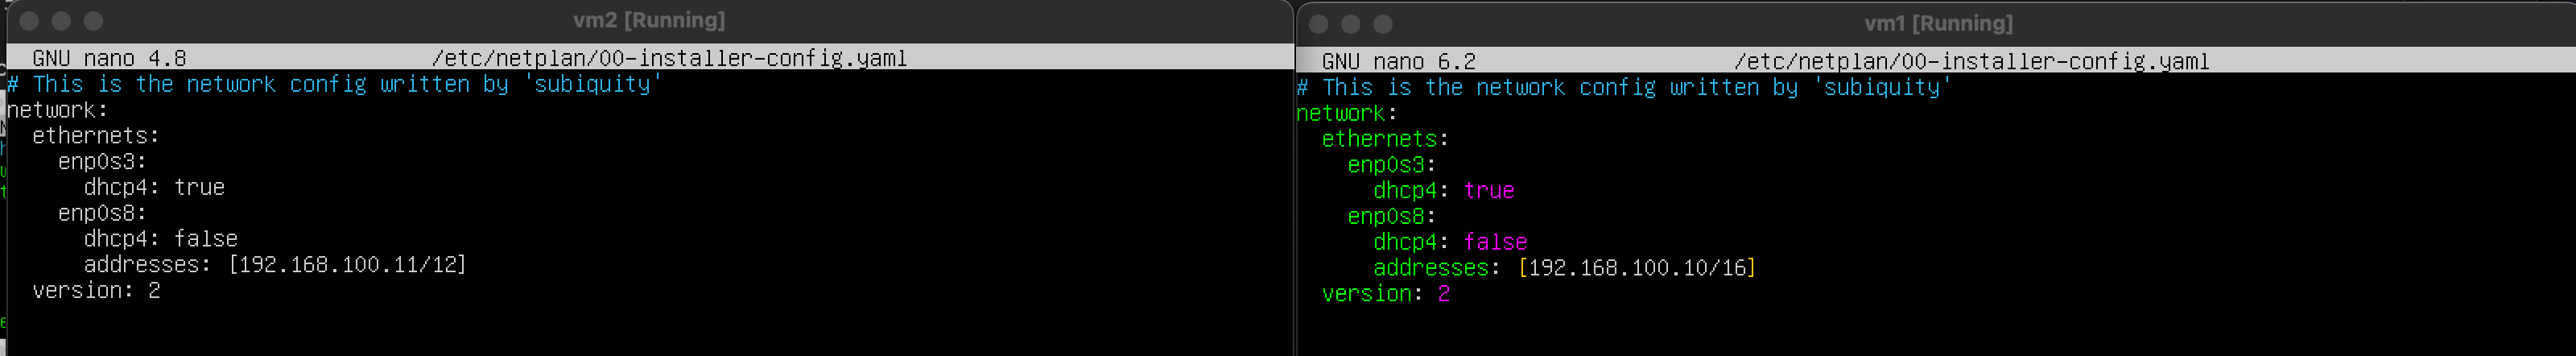 vm2 [Running]
GNU nano 4.8 /etc/netplan/00-installer-config.yaml
# This is the network config written by 'subiquity'
network:
  ethernets:
    enp0s3:
      dhcp4: true
    enp0s8:
      dhcp4: false
      addresses: [192.168.100.11/12]
  version: 2
vm1 [Running]
GNU nano 6.2 /etc/netplan/00-installer-config.yaml
# This is the network config written by 'subiquity'
network:
  ethernets:
    enp0s3:
      dhcp4: true
    enp0s8:
      dhcp4: false
      addresses: [192.168.100.10/16]
  version: 2